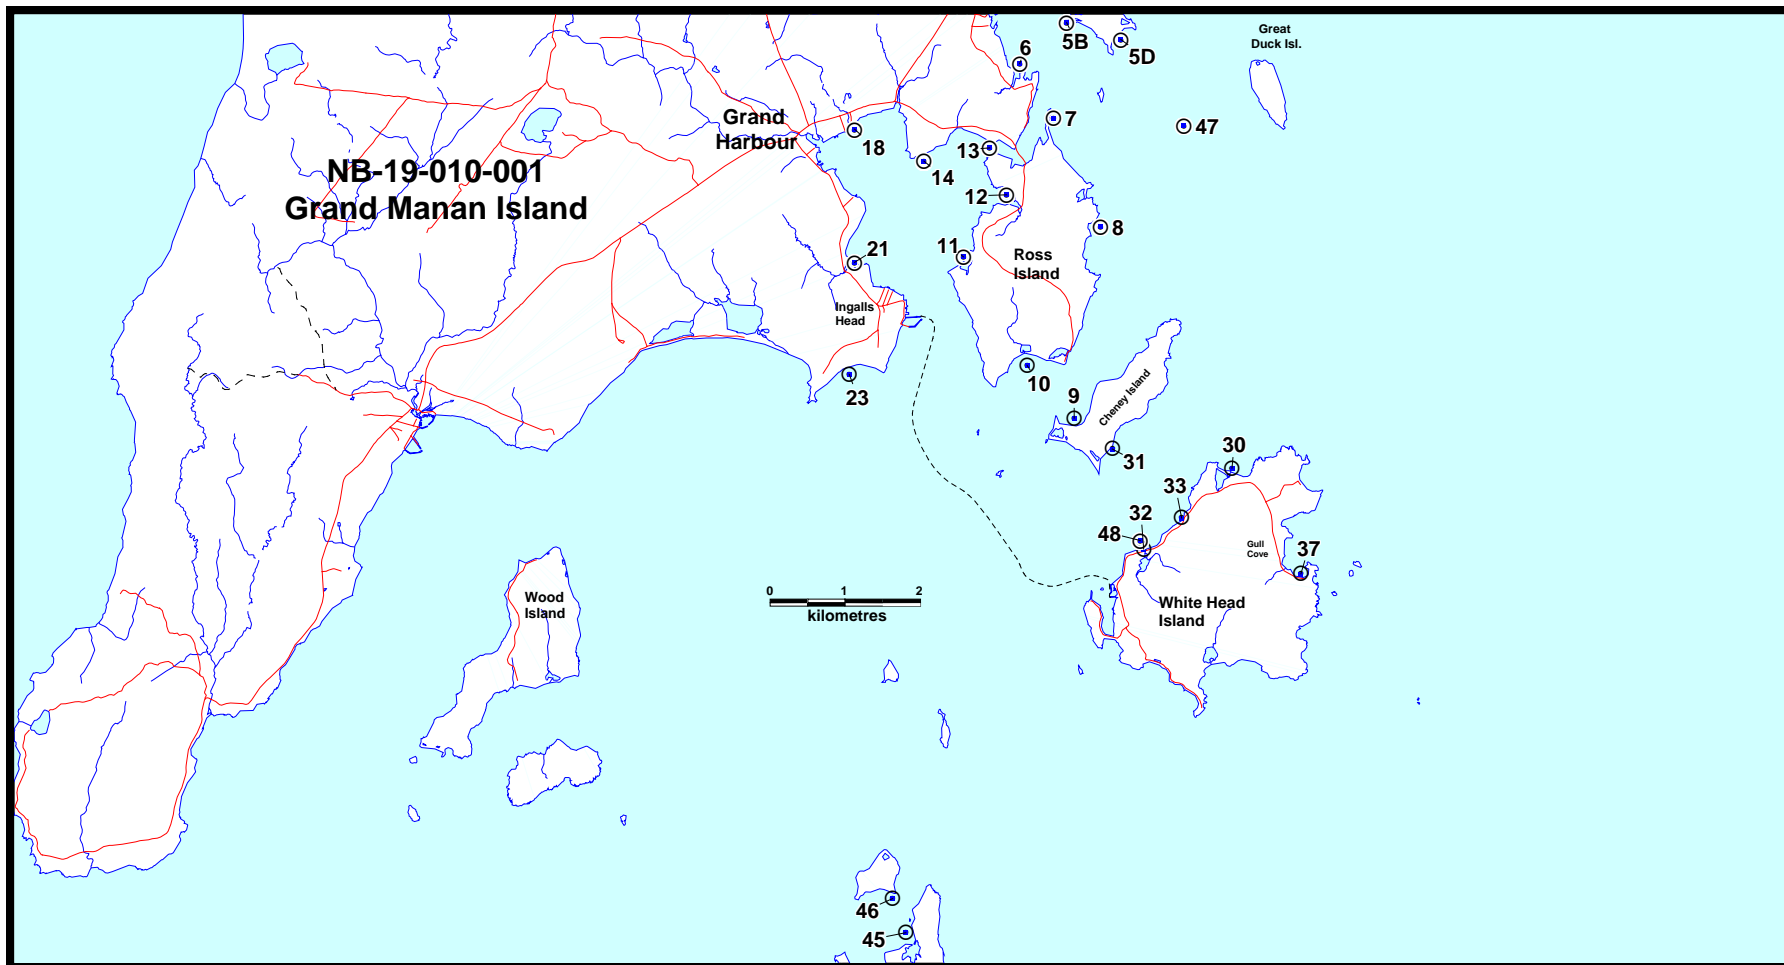 Great
Duck Isl.
5B
5D
6
7
47
Grand
Harbour
18
13
14
NB-19-010-001
Grand Manan Island
12
8
11
21
Ross
Island
Ingalls
Head
10
23
9
Cheney Island
31
30
33
32
48
Gull
Cove
37
0 1 2
kilometres
Wood
Island
White Head
Island
46
45